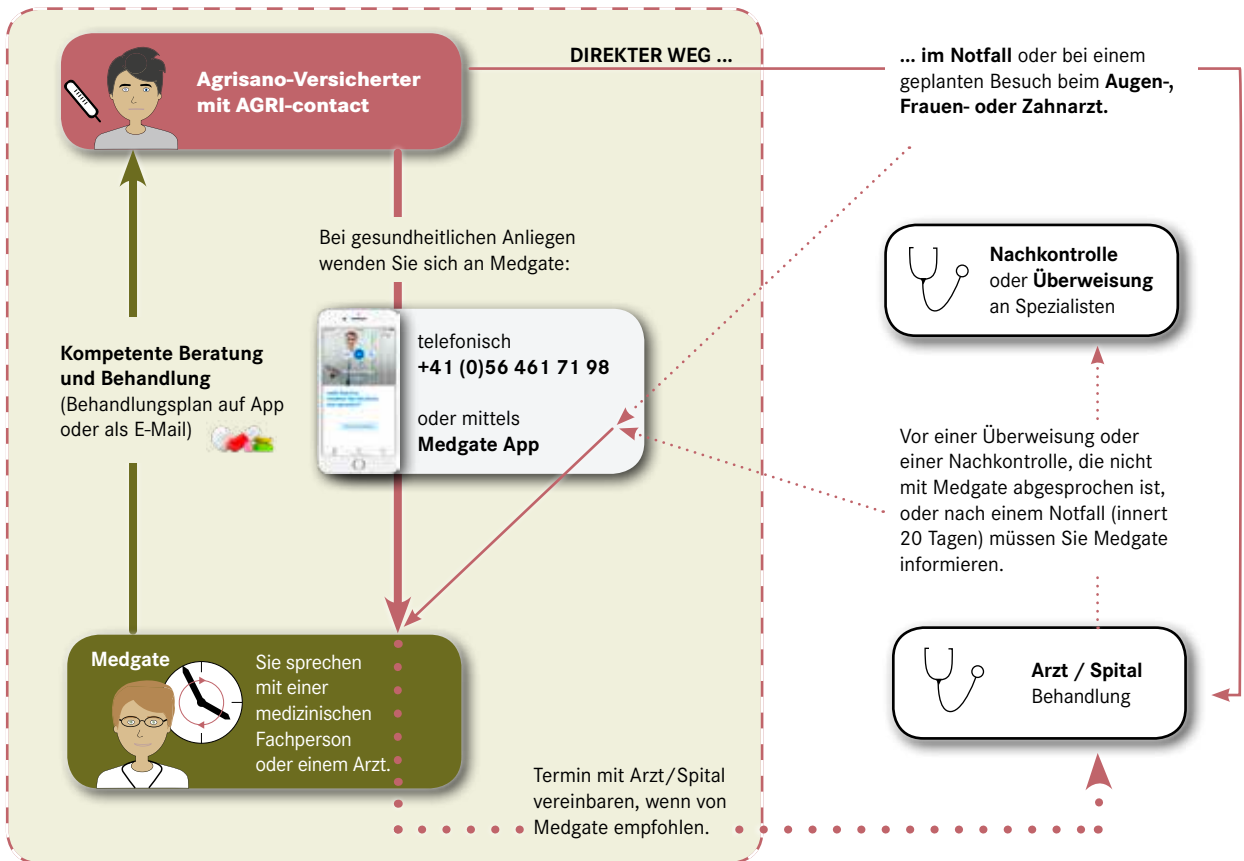 Agrisano-Versicherter
mit AGRI-contact
DIREKTER WEG ...
... im Notfall oder bei einem
geplanten Besuch beim Augen-,
Frauen- oder Zahnarzt.
Bei gesundheitlichen Anliegen
wenden Sie sich an Medgate:
telefonisch
+41 (0)56 461 71 98
oder mittels
Medgate App
Kompetente Beratung
und Behandlung
(Behandlungsplan auf App
oder als E-Mail)
Nachkontrolle
oder Überweisung
an Spezialisten
Vor einer Überweisung oder
einer Nachkontrolle, die nicht
mit Medgate abgesprochen ist,
oder nach einem Notfall (innert
20 Tagen) müssen Sie Medgate
informieren.
Medgate
Sie sprechen
mit einer
medizinischen
Fachperson
oder einem Arzt.
Arzt / Spital
Behandlung
Termin mit Arzt/Spital
vereinbaren, wenn von
Medgate empfohlen.